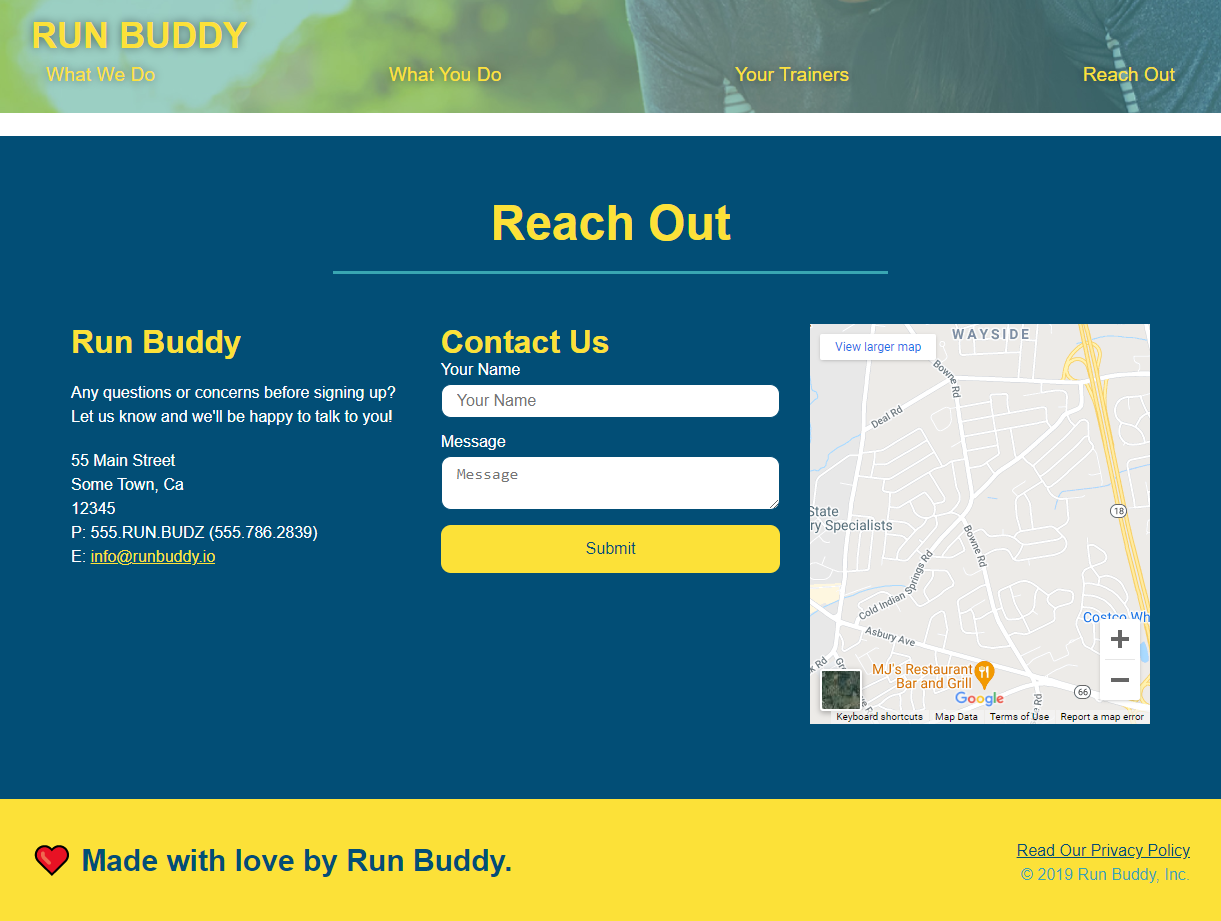 RUN BUDDY
What We Do
What You Do
Your Trainers
Reach Out
Reach Out
Run Buddy
Any questions or concerns before signing up?
Let us know and we'll be happy to talk to you!
55 Main Street
Some Town, Ca
12345
P: 555.RUN.BUDZ (555.786.2839)
E: info@runbuddy.io
Contact Us
Your Name
Your Name
Message
Message
Submit
WAYSIDE
View larger map
Bowne Rd
Deal Rd
18
State
ry Specialists
Bowne Rd
Cold Indian Springs Rd
Costco Wh
Asbury Ave
k Rd
MJ's Restaurant
Bar and Grill
66
e Rd
Google
Keyboard shortcuts
Map Data
Terms of Use
Report a map error
Made with love by Run Buddy.
Read Our Privacy Policy
© 2019 Run Buddy, Inc.